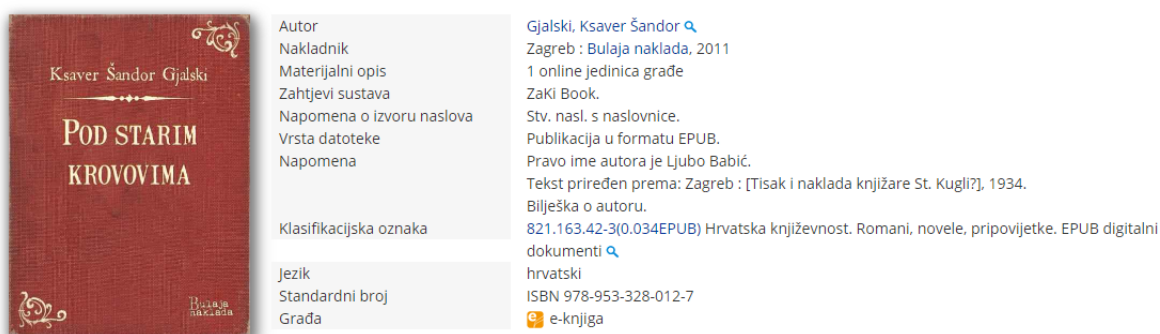 Ksaver Šandor Gjalski
POD STARIM
KROVOVIMA
Bulaja
naklada
Autor Gjalski, Ksaver Šandor
Nakladnik Zagreb : Bulaja naklada, 2011
Materijalni opis 1 online jedinica građe
Zahtjevi sustava ZaKi Book.
Napomena o izvoru naslova Stv. nasl. s naslovnice.
Vrsta datoteke Publikacija u formatu EPUB.
Napomena Pravo ime autora je Ljubo Babić.
Tekst priređen prema: Zagreb : [Tisak i naklada knjižare St. Kugli?], 1934.
Bilješka o autoru.
Klasifikacijska oznaka 821.163.42-3(0.034EPUB) Hrvatska književnost. Romani, novele, pripovijetke. EPUB digitalni
dokumenti
Jezik hrvatski
Standardni broj ISBN 978-953-328-012-7
Građa e-knjiga